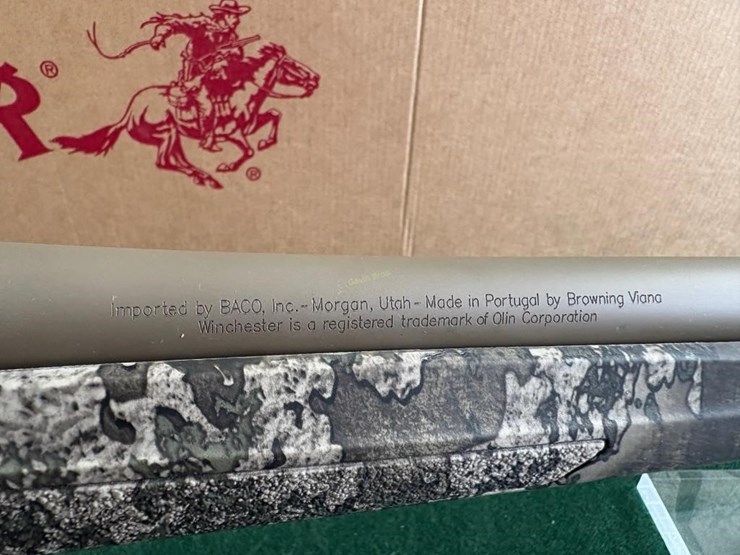 R®
®
Imported by BACO, Inc.~Morgan, Utah - Made in Portugal by Browning Viana
Winchester is a registered trademark of Olin Corporation